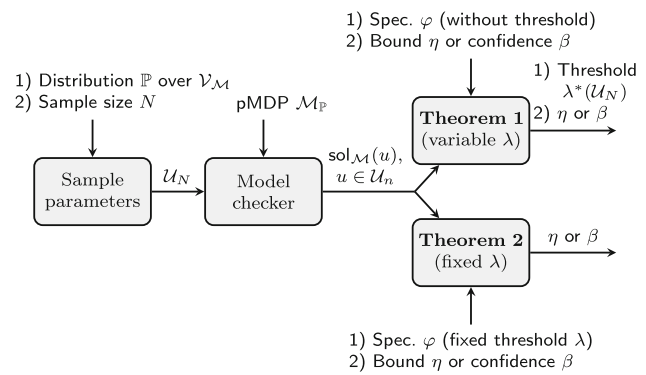 1) Spec. φ (without threshold)
2) Bound η or confidence β
1) Distribution ℙ over 𝒱_ℳ
2) Sample size N
pMDP ℳ_ℙ
1) Threshold
λ*(𝒰_N)
2) η or β
Theorem 1
(variable λ)
Sample
parameters
𝒰_N
Model
checker
sol_ℳ(u),
u ∈ 𝒰_n
Theorem 2
(fixed λ)
η or β
1) Spec. φ (fixed threshold λ)
2) Bound η or confidence β